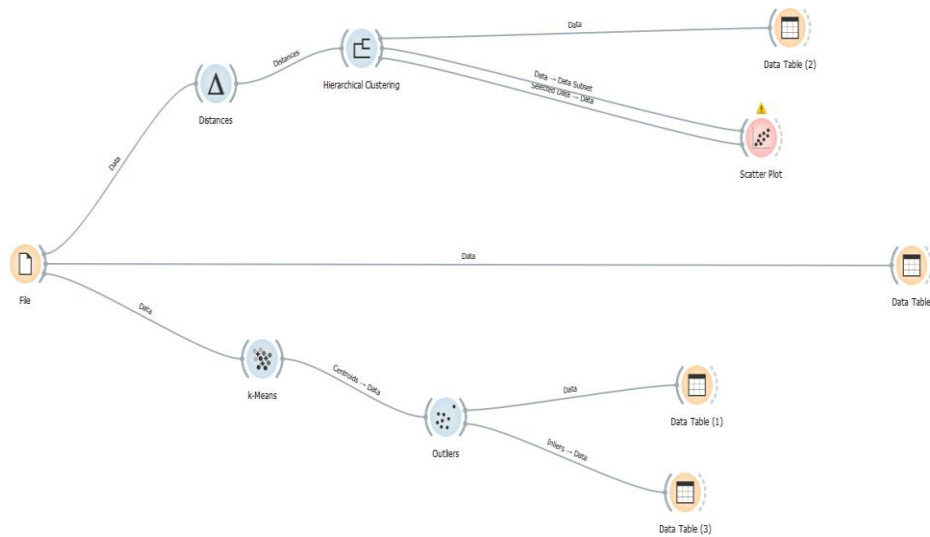 Data
Data Table (2)
Distances
Hierarchical Clustering
Data → Data Subset
Selected Data → Data
Distances
Scatter Plot
Data
Data
File
Data Table
Data
k-Means
Centroids → Data
Data
Data Table (1)
Outliers
Inliers → Data
Data Table (3)